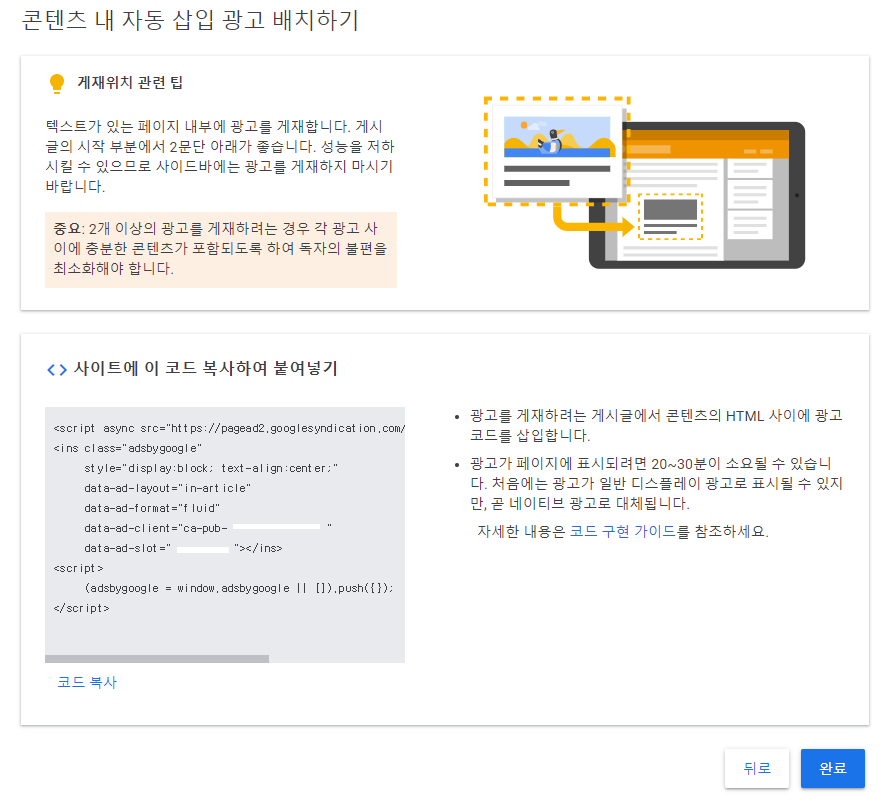 콘텐츠 내 자동 삽입 광고 배치하기
게재위치 관련 팁
텍스트가 있는 페이지 내부에 광고를 게재합니다. 게시
글의 시작 부분에서 2문단 아래가 좋습니다. 성능을 저하
시킬 수 있으므로 사이드바에는 광고를 게재하지 마시기
바랍니다.
중요: 2개 이상의 광고를 게재하려는 경우 각 광고 사
이에 충분한 콘텐츠가 포함되도록 하여 독자의 불편을
최소화해야 합니다.
<> 사이트에 이 코드 복사하여 붙여넣기
<script async src="https://pagead2.googlesyndication.com/
<ins class="adsbygoogle"
style="display:block; text-align:center;"
data-ad-layout="in-article"
data-ad-format="fluid"
data-ad-client="ca-pub- "
data-ad-slot=" "></ins>
<script>
(adsbygoogle = window.adsbygoogle || []).push({});
</script>
코드 복사
• 광고를 게재하려는 게시글에서 콘텐츠의 HTML 사이에 광고
코드를 삽입합니다.
• 광고가 페이지에 표시되려면 20~30분이 소요될 수 있습니
다. 처음에는 광고가 일반 디스플레이 광고로 표시될 수 있지
만, 곧 네이티브 광고로 대체됩니다.
자세한 내용은 코드 구현 가이드를 참조하세요.
뒤로
완료